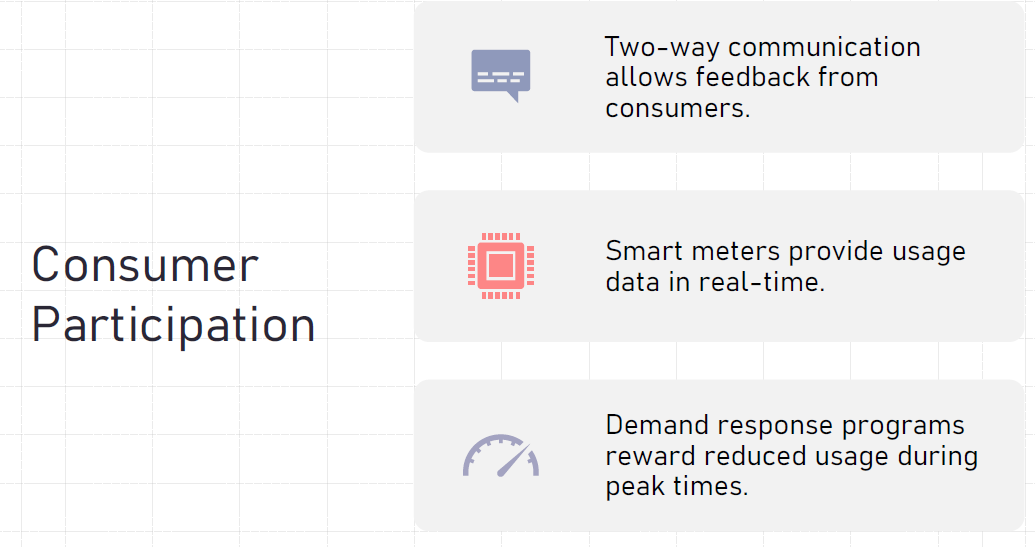 Consumer
Participation
Two-way communication
allows feedback from
consumers.
Smart meters provide usage
data in real-time.
Demand response programs
reward reduced usage during
peak times.